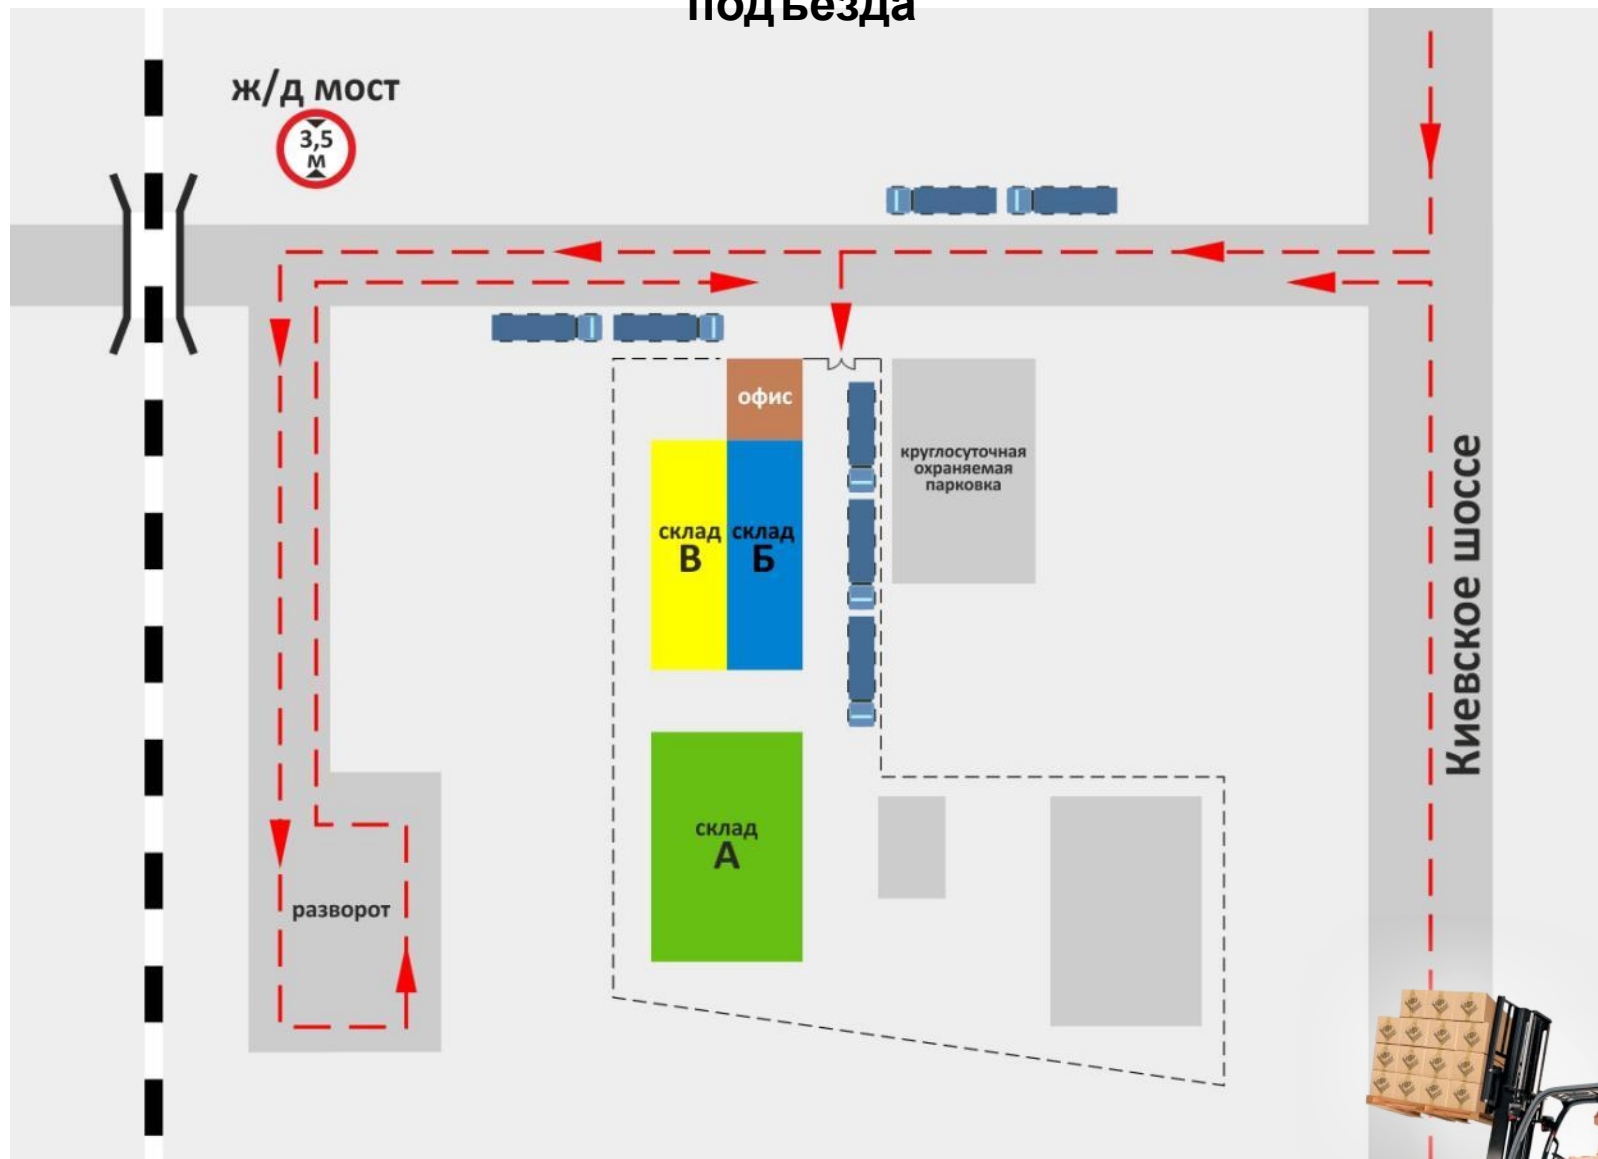 подъезда
ж/д мост
3,5
м
офис
круглосуточная
охраняемая
парковка
склад
В
склад
Б
Киевское шоссе
склад
А
разворот